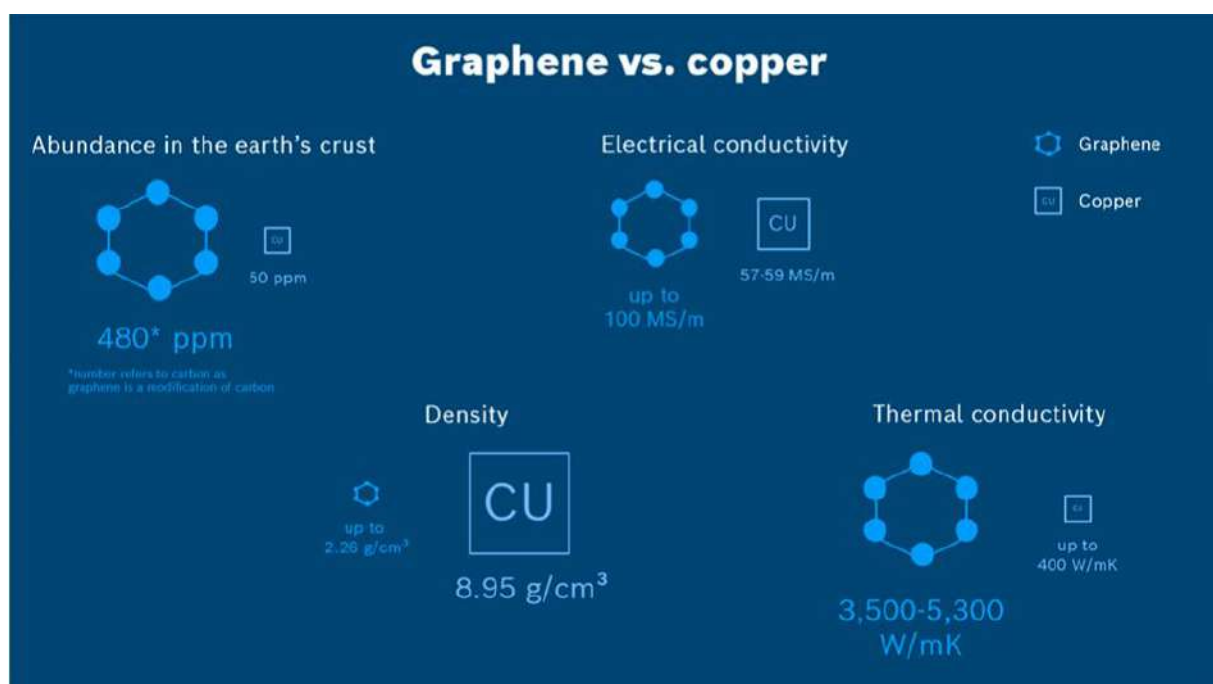 Graphene vs. copper
Abundance in the earth's crust
CU
50 ppm
480* ppm
*number refers to carbon as
graphene is a modification of carbon
Electrical conductivity
up to
100 MS/m
CU
57-59 MS/m
Graphene
CU
Copper
Density
up to
2.26 g/cm³
CU
8.95 g/cm³
Thermal conductivity
3,500-5,300
W/mK
CU
up to
400 W/mK